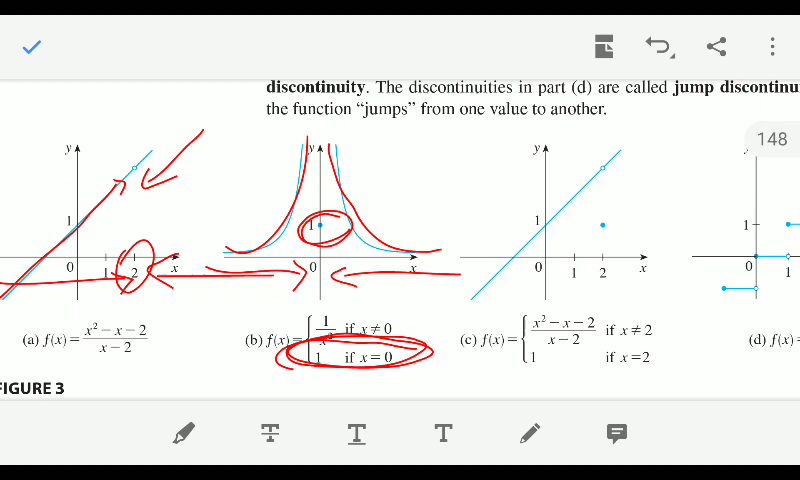 discontinuity. The discontinuities in part (d) are called jump discontinu
the function “jumps” from one value to another.
148
y
1
0
1
2
x
y
1
0
x
y
1
0
1
2
x
1
0
1
(a) f(x) = x² − x − 2 / x − 2
(b) f(x) = { 1 / x² if x ≠ 0
1 if x = 0
(c) f(x) = { x² − x − 2 / x − 2 if x ≠ 2
1 if x = 2
(d) f(x) =
FIGURE 3
T
T
T